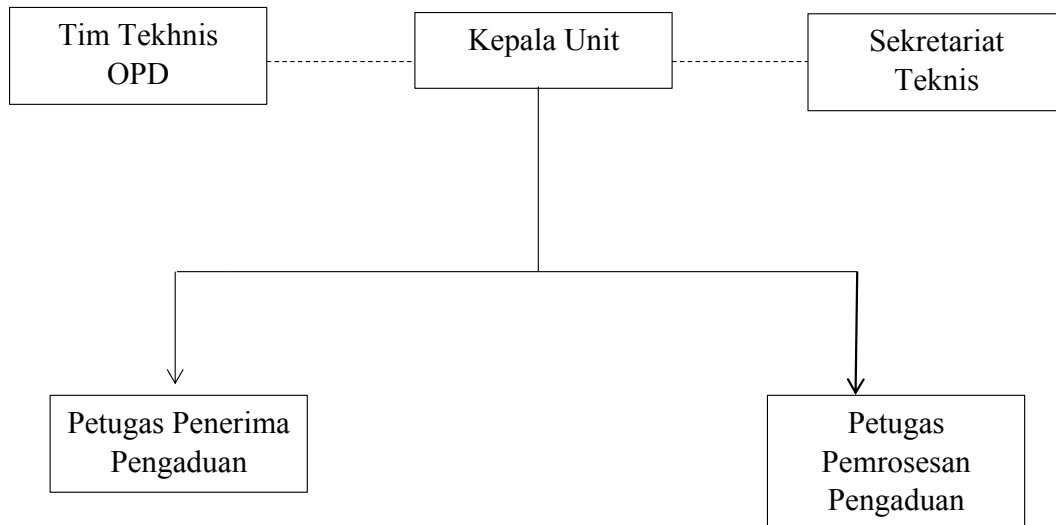 Tim Tekhnis
OPD
Kepala Unit
Sekretariat
Teknis
Petugas Penerima
Pengaduan
Petugas
Pemrosesan
Pengaduan